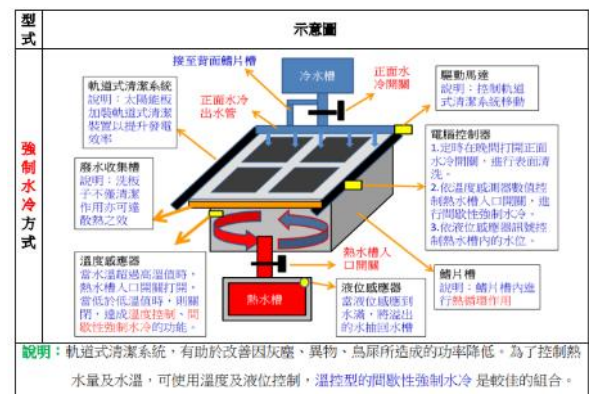 型式
示意圖
強制水冷方式
接至背面鰭片槽
冷水槽
正面水
冷開關
正面水冷
出水管
軌道式清潔系統
說明：太陽能板
加裝軌道式清潔
裝置以提升發電
效率
廢水收集槽
說明：洗板
子不僅清潔
作用亦可達
散熱之效
溫度感應器
當水溫超過高溫值時，
熱水槽入口開關打開，
當低於低溫值時，則關
閉，達成溫度控制、間
歇性強制水冷的功能。
驅動馬達
說明：控制軌道
式清潔系統移動
電腦控制器
1.定時在晚間打開正面
水冷開關，進行表面清
洗。
2.依溫度感測器數值控
制熱水槽入口開關，進
行間歇性強制水冷。
3.依液位感應器訊號控
制熱水槽內的水位。
熱水槽入
口開關
熱水槽
液位感應器
當液位感應到
水滿，將溢出
的水抽回水槽
鰭片槽
說明：鰭片槽內進
行熱循環作用
說明：軌道式清潔系統，有助於改善因灰塵、異物、鳥屎所造成的功率降低。為了控制熱
水量及水溫，可使用溫度及液位控制，溫控型的間歇性強制水冷 是較佳的組合。